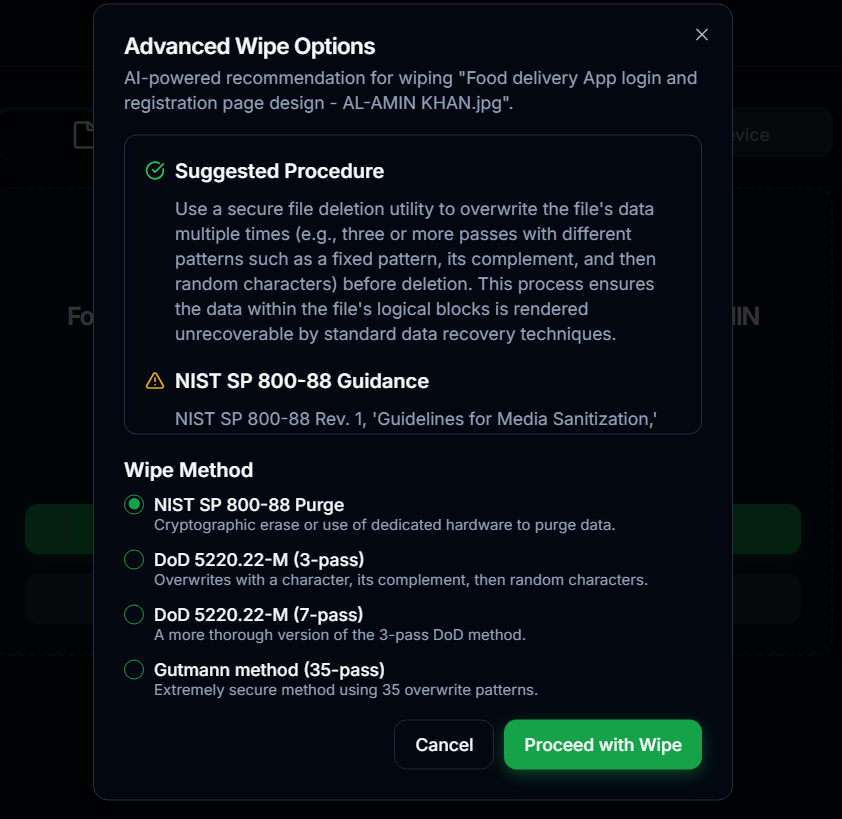 Advanced Wipe Options
AI-powered recommendation for wiping "Food delivery App login and
registration page design - AL-AMIN KHAN.jpg".
Suggested Procedure
Use a secure file deletion utility to overwrite the file's data
multiple times (e.g., three or more passes with different
patterns such as a fixed pattern, its complement, and then
random characters) before deletion. This process ensures
the data within the file's logical blocks is rendered
unrecoverable by standard data recovery techniques.
NIST SP 800-88 Guidance
NIST SP 800-88 Rev. 1, 'Guidelines for Media Sanitization,'
Wipe Method
NIST SP 800-88 Purge
Cryptographic erase or use of dedicated hardware to purge data.
DoD 5220.22-M (3-pass)
Overwrites with a character, its complement, then random characters.
DoD 5220.22-M (7-pass)
A more thorough version of the 3-pass DoD method.
Gutmann method (35-pass)
Extremely secure method using 35 overwrite patterns.
Cancel
Proceed with Wipe